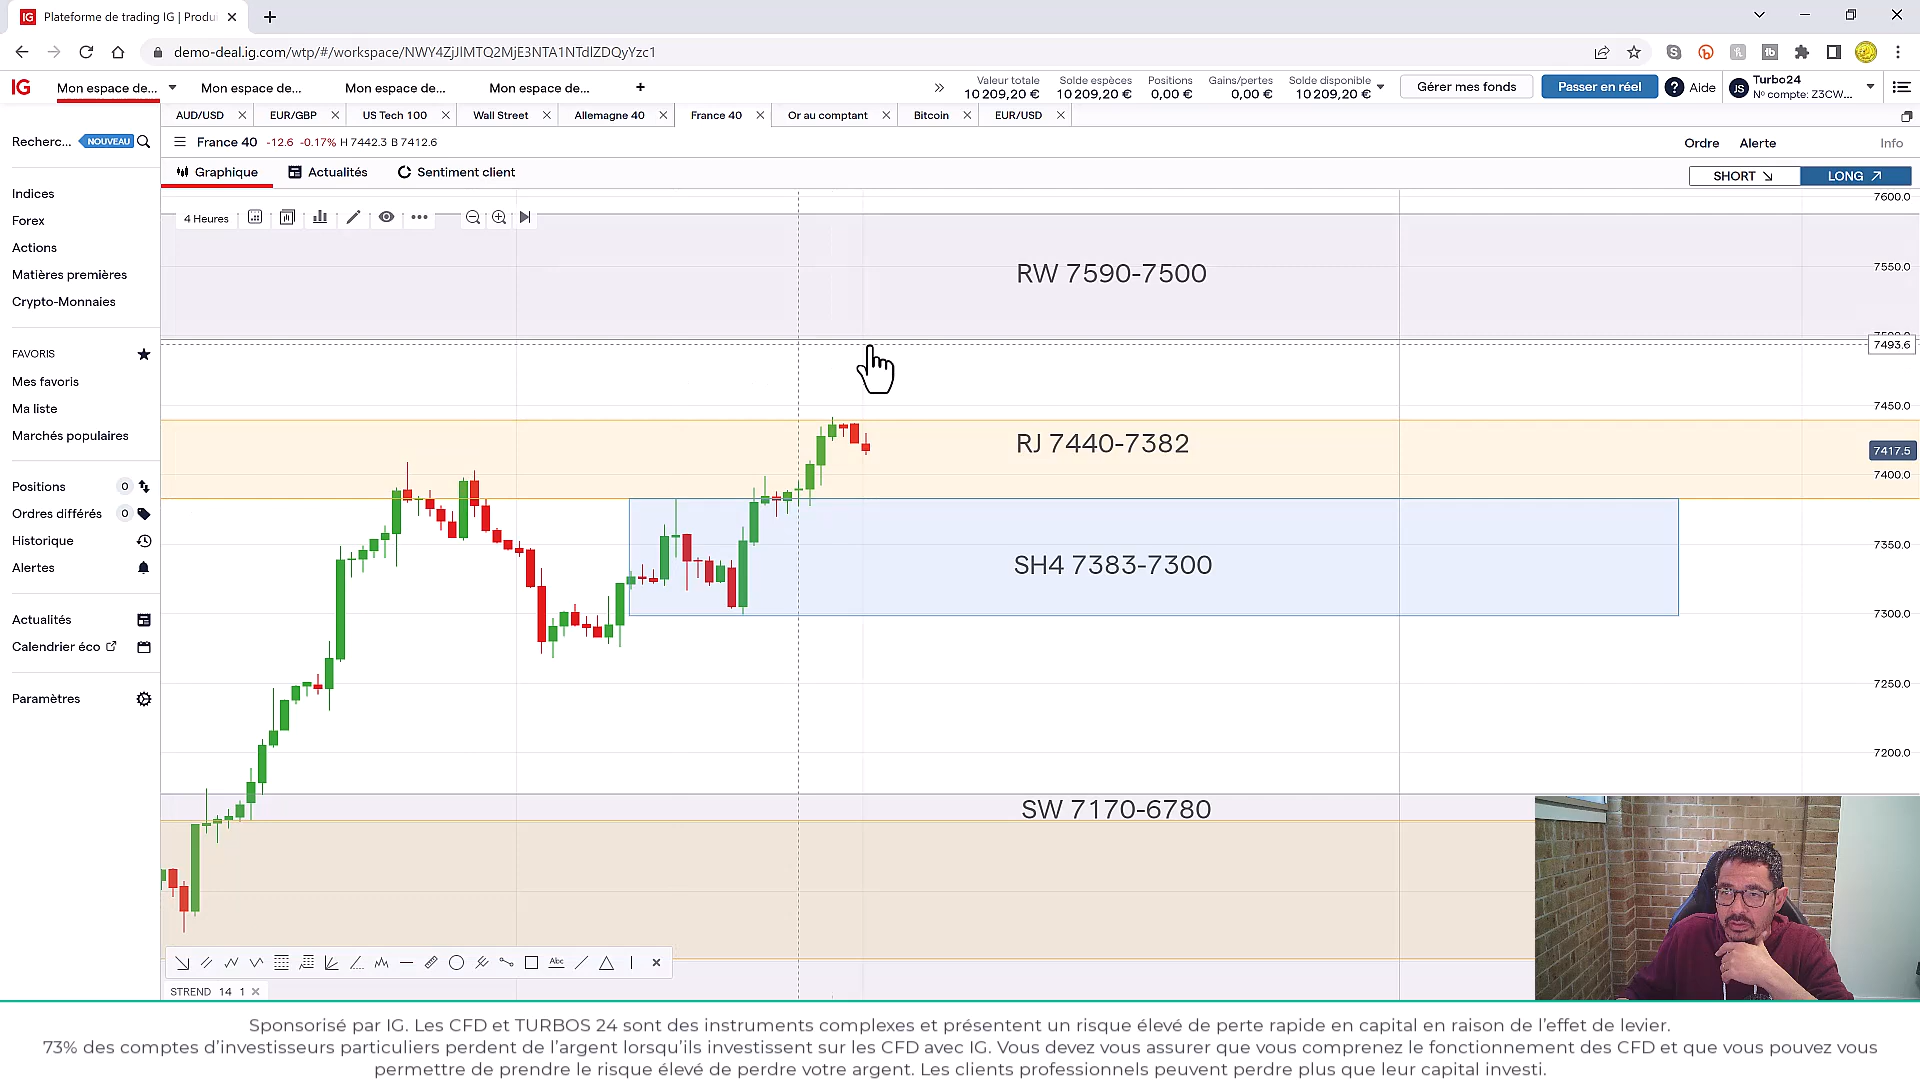 IG Plateforme de trading IG | Produi
demo-deal.ig.com/wtp/#/workspace/NWY4ZjJlMTQ2MjE3NTA1NTdlZDQyYzc1
IG Mon espace de... Mon espace de... Mon espace de... Mon espace de...
Valeur totale Solde espèces Positions Gains/pertes Solde disponible
10 209,20 € 10 209,20 € 0,00 € 0,00 € 10 209,20 €
Gérer mes fonds Passer en réel ? Aide JS Turbo24
Nº compte: Z3CW...
AUD/USD EUR/GBP US Tech 100 Wall Street Allemagne 40 France 40 Or au comptant Bitcoin EUR/USD
Recherc... NOUVEAU
France 40 -12.6 -0.17% H 7442.3 B 7412.6
Ordre Alerte Info
Graphique Actualités Sentiment client
SHORT LONG
4 Heures
Indices
Forex
Actions
Matières premières
Crypto-Monnaies
FAVORIS
Mes favoris
Ma liste
Marchés populaires
Positions 0
Ordres différés 0
Historique
Alertes
Actualités
Calendrier éco
Paramètres
RW 7590-7500
RJ 7440-7382
SH4 7383-7300
SW 7170-6780
7600.0
7550.0
7500.0
7493.6
7450.0
7417.5
7400.0
7350.0
7300.0
7250.0
7200.0
Abc
STREND 14 1
Sponsorisé par IG. Les CFD et TURBOS 24 sont des instruments complexes et présentent un risque élevé de perte rapide en capital en raison de l'effet de levier.
73% des comptes d'investisseurs particuliers perdent de l'argent lorsqu'ils investissent sur les CFD avec IG. Vous devez vous assurer que vous comprenez le fonctionnement des CFD et que vous pouvez vous
permettre de prendre le risque élevé de perdre votre argent. Les clients professionnels peuvent perdre plus que leur capital investi.